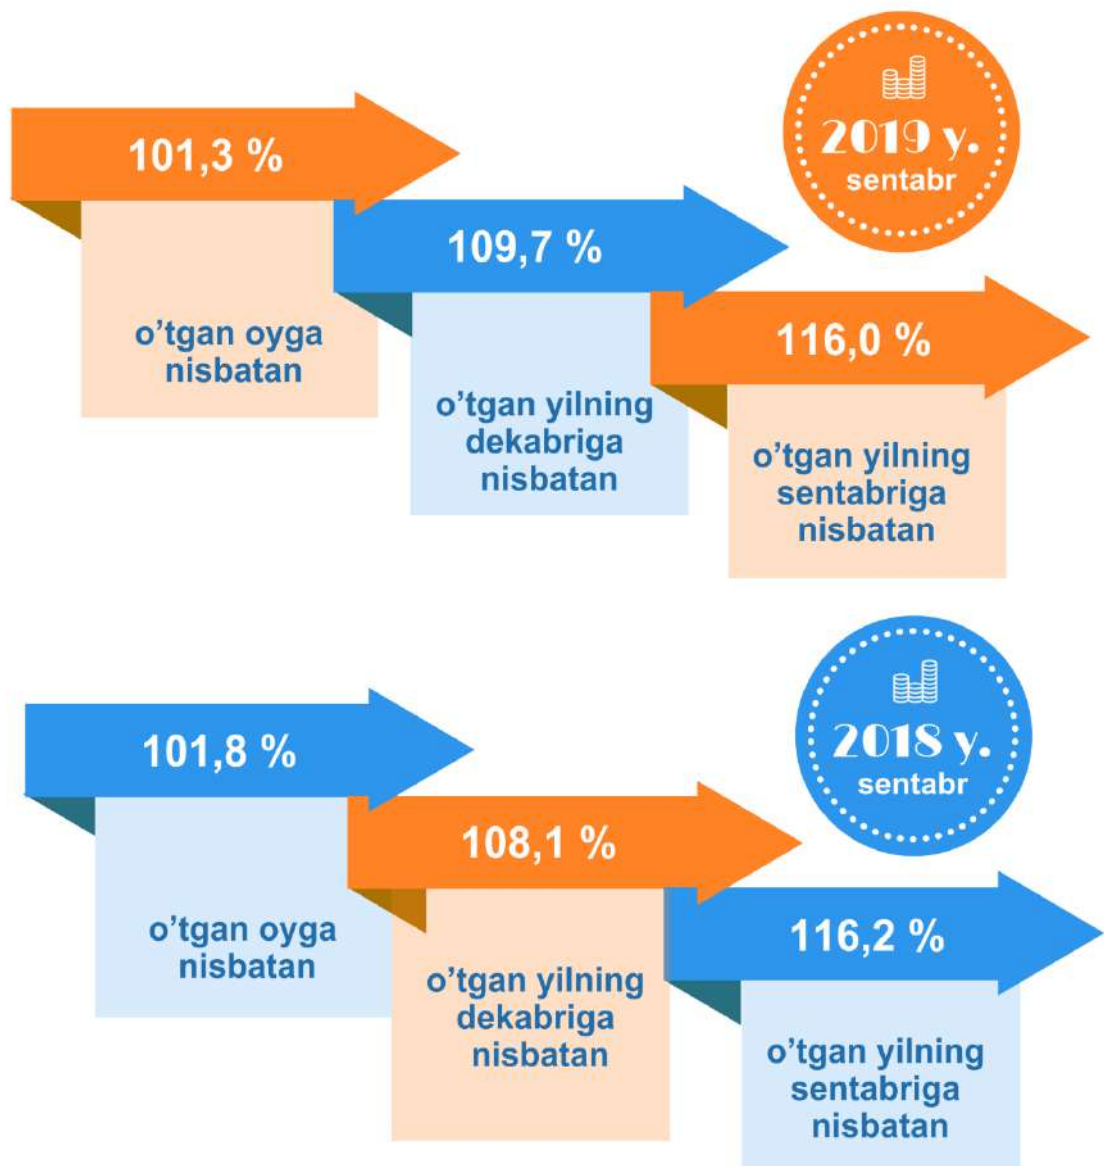 2019 y.
sentabr
101,3 %
o’tgan oyga
nisbatan
109,7 %
o’tgan yilning
dekabriga
nisbatan
116,0 %
o’tgan yilning
sentabriga
nisbatan
2018 y.
sentabr
101,8 %
o’tgan oyga
nisbatan
108,1 %
o’tgan yilning
dekabriga
nisbatan
116,2 %
o’tgan yilning
sentabriga
nisbatan